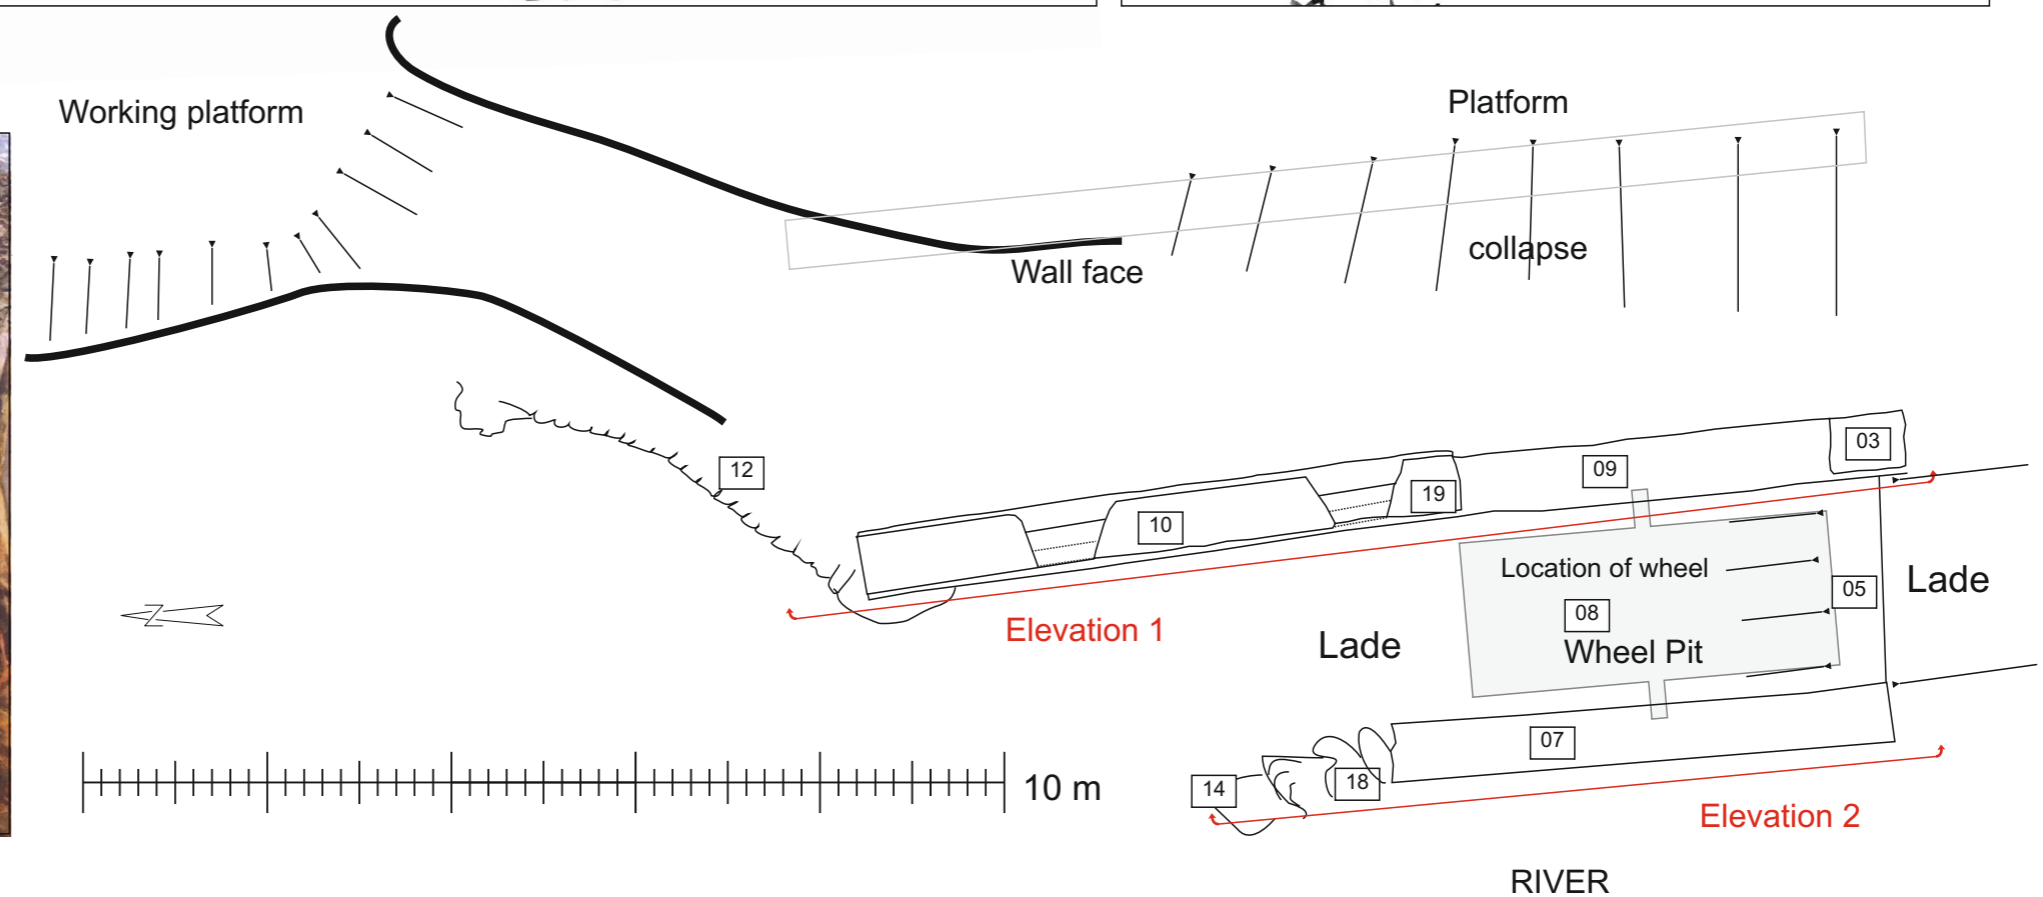 Working platform
Platform
collapse
Wall face
12
03
09
19
10
Location of wheel
05
Lade
08
Z
Elevation 1
Lade
Wheel Pit
07
18
14
10 m
Elevation 2
RIVER